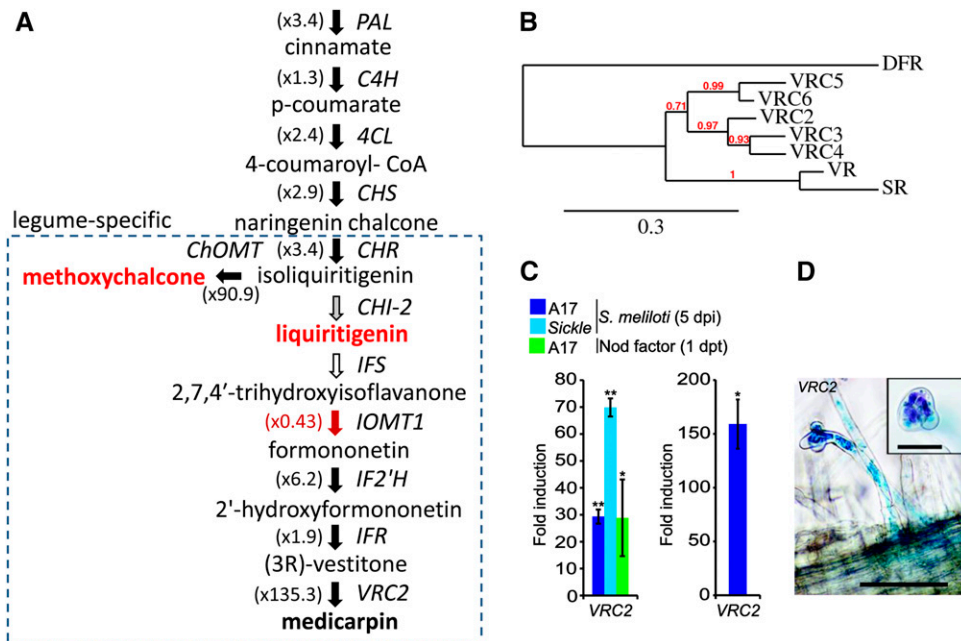 A
(x3.4) PAL
cinnamate
(x1.3) C4H
p-coumarate
(x2.4) 4CL
4-coumaroyl- CoA
(x2.9) CHS
legume-specific naringenin chalcone
ChOMT (x3.4) CHR
methoxychalcone isoliquiritigenin
(x90.9)
CHI-2
liquiritigenin
IFS
2,7,4'-trihydroxyisoflavanone
(x0.43) IOMT1
formononetin
(x6.2) IF2'H
2'-hydroxyformononetin
(x1.9) IFR
(3R)-vestitone
(x135.3) VRC2
medicarpin
B
DFR
0.99 VRC5
0.71 VRC6
0.97 VRC2
0.93 VRC3
VRC4
1 VR
SR
0.3
C
A17
Sickle S. meliloti (5 dpi)
A17 Nod factor (1 dpt)
Fold induction
80
70
60
50
40
30
20
10
0
**
**
*
VRC2
Fold induction
200
150
100
50
0
*
VRC2
D
VRC2